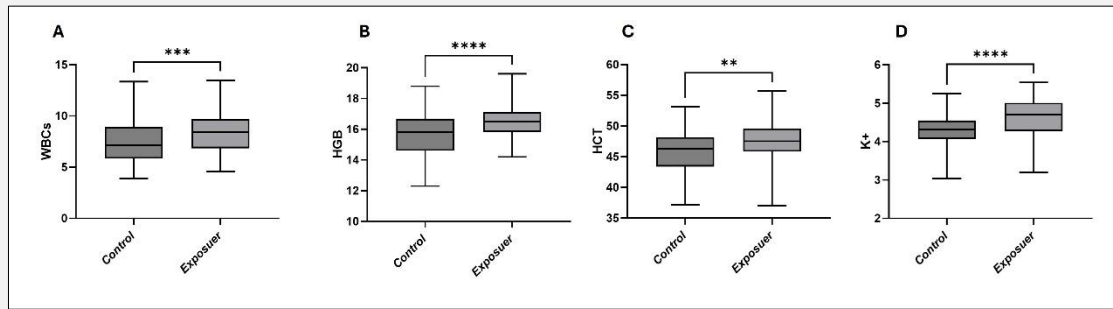 A
***
WBCs
15
10
5
0
Control
Exposuer
B
****
HGB
20
18
16
14
12
10
Control
Exposuer
C
**
HCT
60
55
50
45
40
35
Control
Exposuer
D
****
K+
6
5
4
3
2
Control
Exposuer